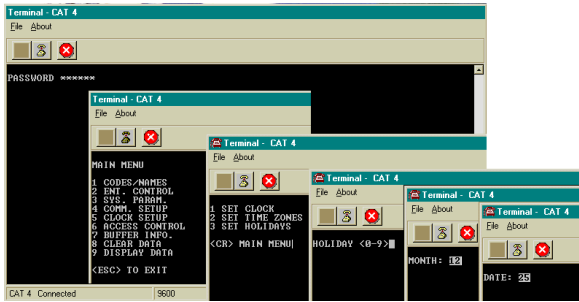 Terminal - CAT 4
File About
PASSWORD ******
Terminal - CAT 4
File About
MAIN MENU
1 CODES/NAMES
2 ENT. CONTROL
3 SYS. PARAM.
4 COMM. SETUP
5 CLOCK SETUP
6 ACCESS CONTROL
7 BUFFER INFO.
8 CLEAR DATA
9 DISPLAY DATA
<ESC> TO EXIT
Terminal - CAT 4
File About
1 SET CLOCK
2 SET TIME ZONES
3 SET HOLIDAYS
<CR> MAIN MENU
Terminal - CAT 4
File About
HOLIDAY <0-9>
Terminal - CAT 4
File About
MONTH: 12
Terminal - CAT 4
File About
DATE: 25
CAT 4 Connected 9600